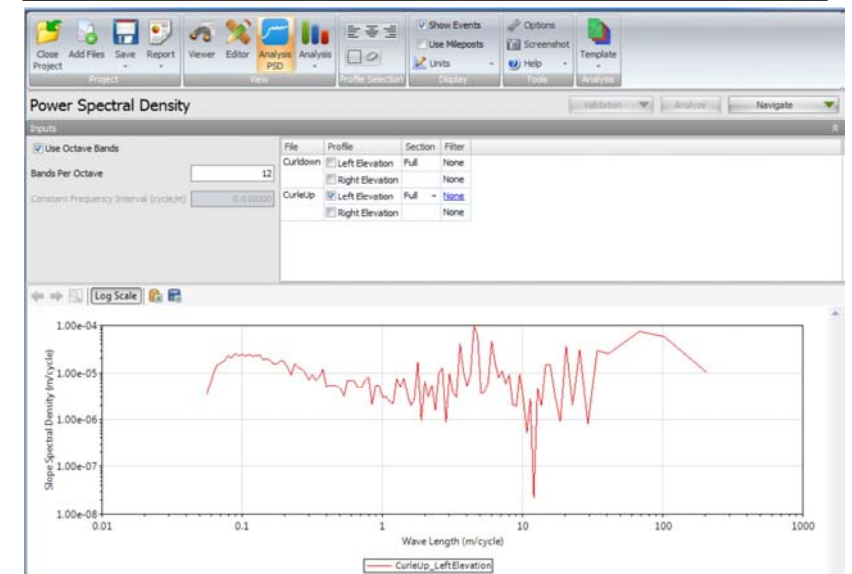 Close Project
Add Files
Save
Report
Viewer
Editor
Analysis PSD
Analysis
Show Events
Use Mileposts
Units
Options
Screenshot
Help
Template
Project
View
Profile Selection
Display
Tools
Analysis
Power Spectral Density
Validation
Analyze
Navigate
Inputs
Use Octave Bands
Bands Per Octave 12
Constant Frequency Interval (cycle/m) 0.010000
File Profile Section Filter
Curldown Left Elevation Full None
Right Elevation None
CurleUp Left Elevation Full None
Right Elevation None
Log Scale
Slope Spectral Density (m/cycle)
1.00e-04
1.00e-05
1.00e-06
1.00e-07
1.00e-08
0.01 0.1 1 10 100 1000
Wave Length (m/cycle)
CurleUp_LeftElevation